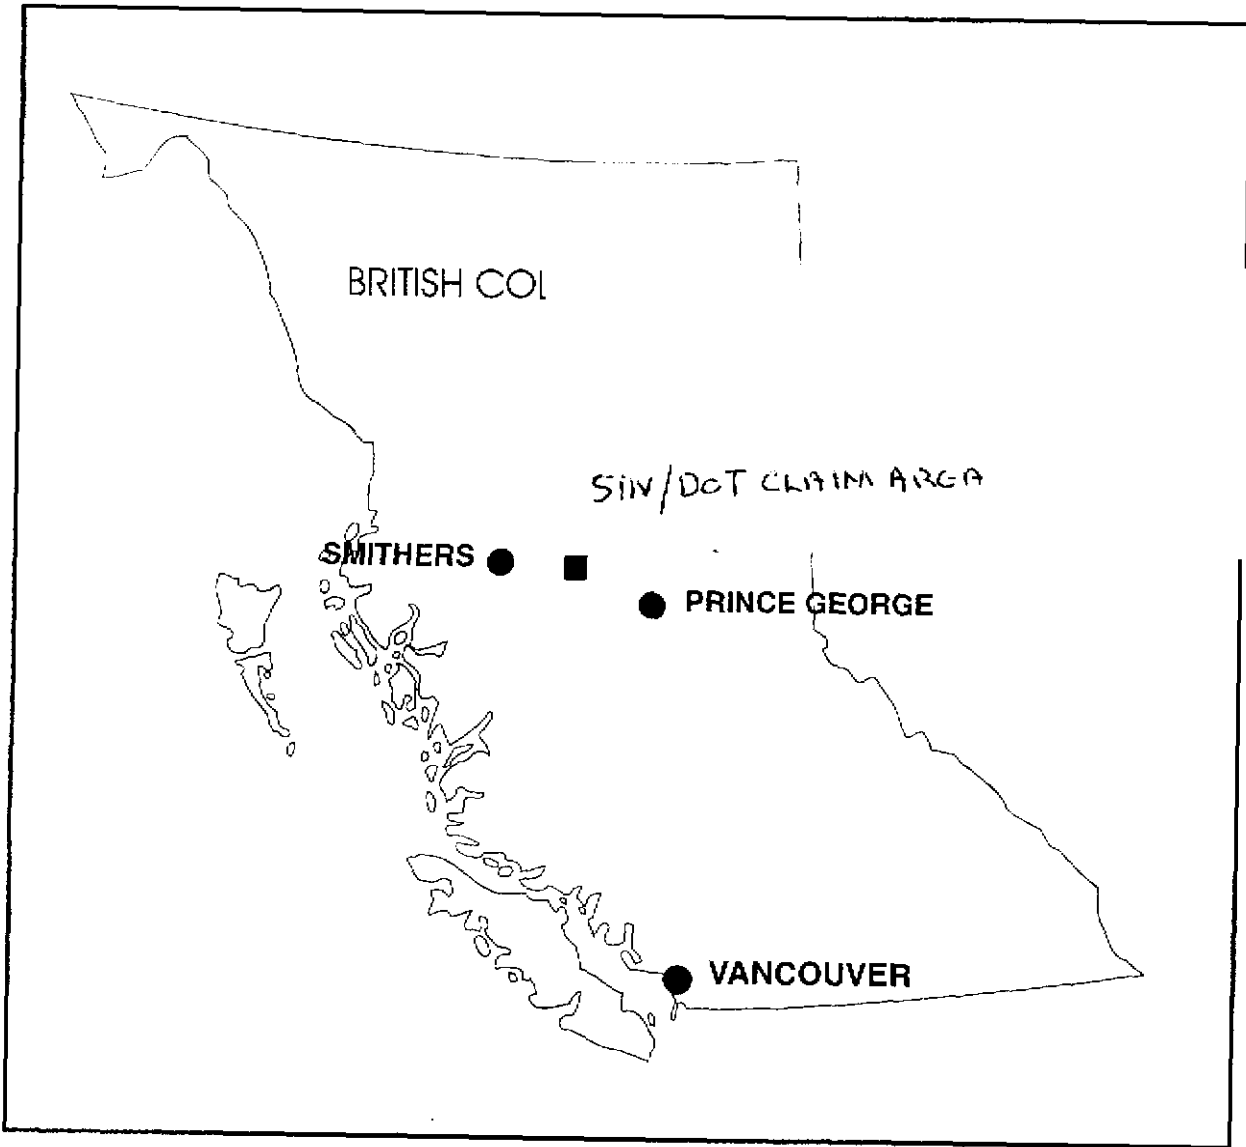 BRITISH COL
SIN/DOT CLAIM AREA
SMITHERS
PRINCE GEORGE
VANCOUVER